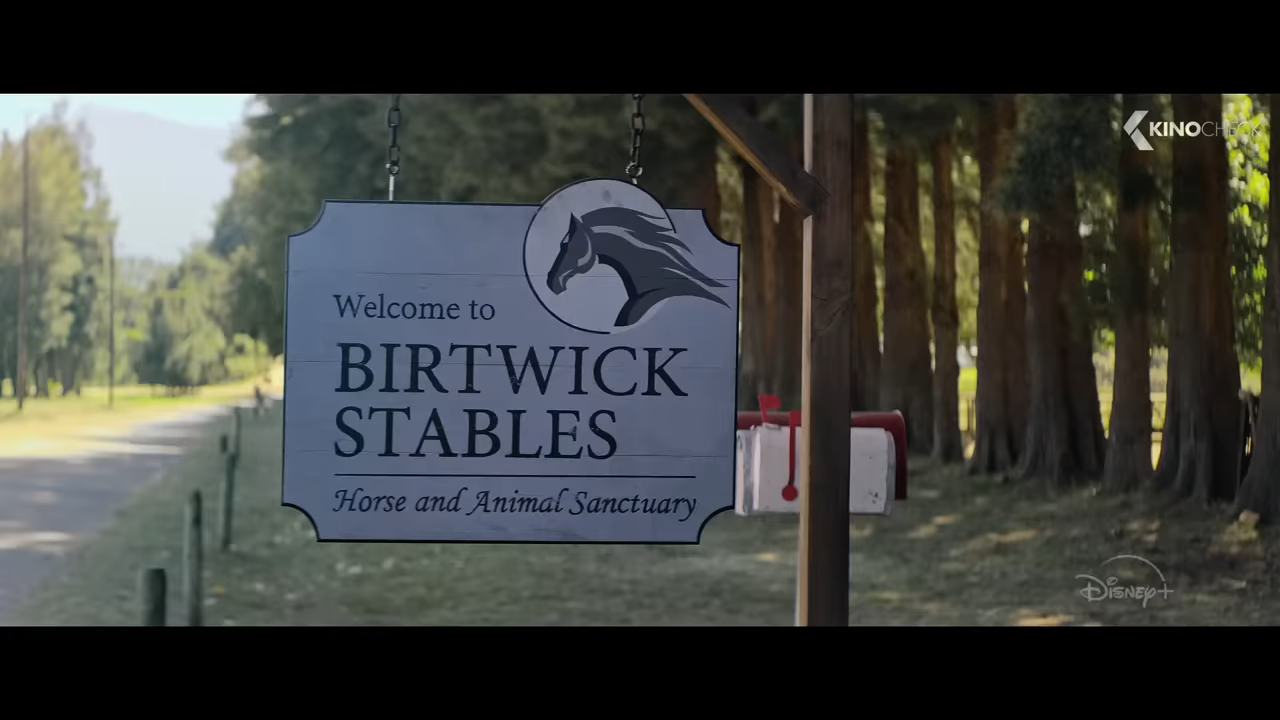 KINOCHECK
Welcome to
BIRTWICK
STABLES
Horse and Animal Sanctuary
Disney+